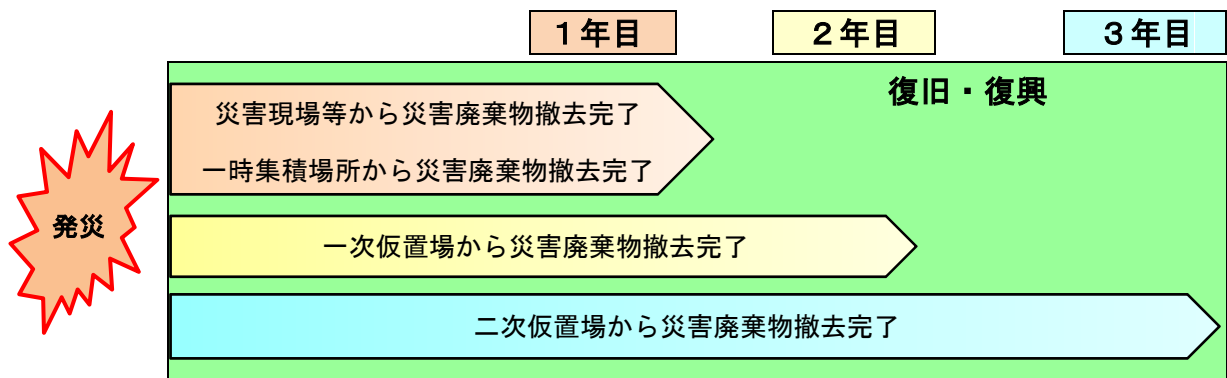 １年目
２年目
３年目
復旧・復興
災害現場等から災害廃棄物撤去完了
一時集積場所から災害廃棄物撤去完了
発災
一次仮置場から災害廃棄物撤去完了
二次仮置場から災害廃棄物撤去完了